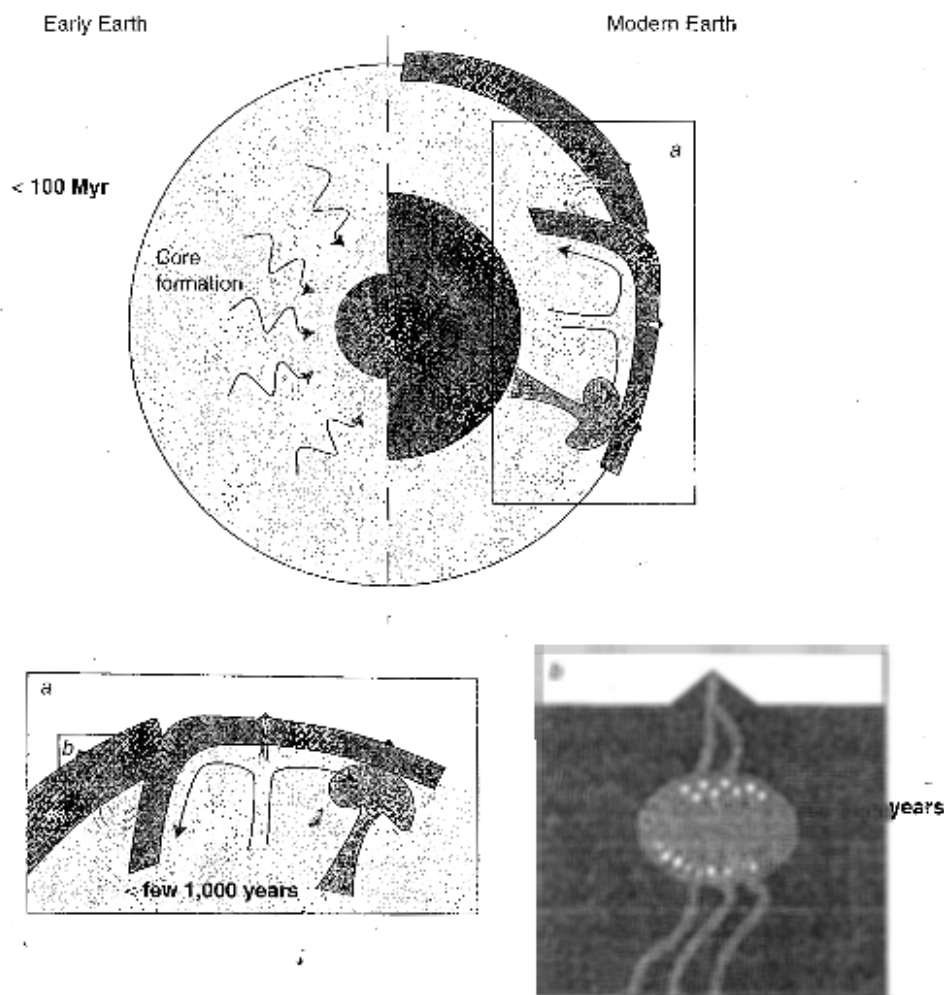 Early Earth
Modern Earth
a
< 100 Myr
Core
formation
a
b
few 1,000 years
b
years